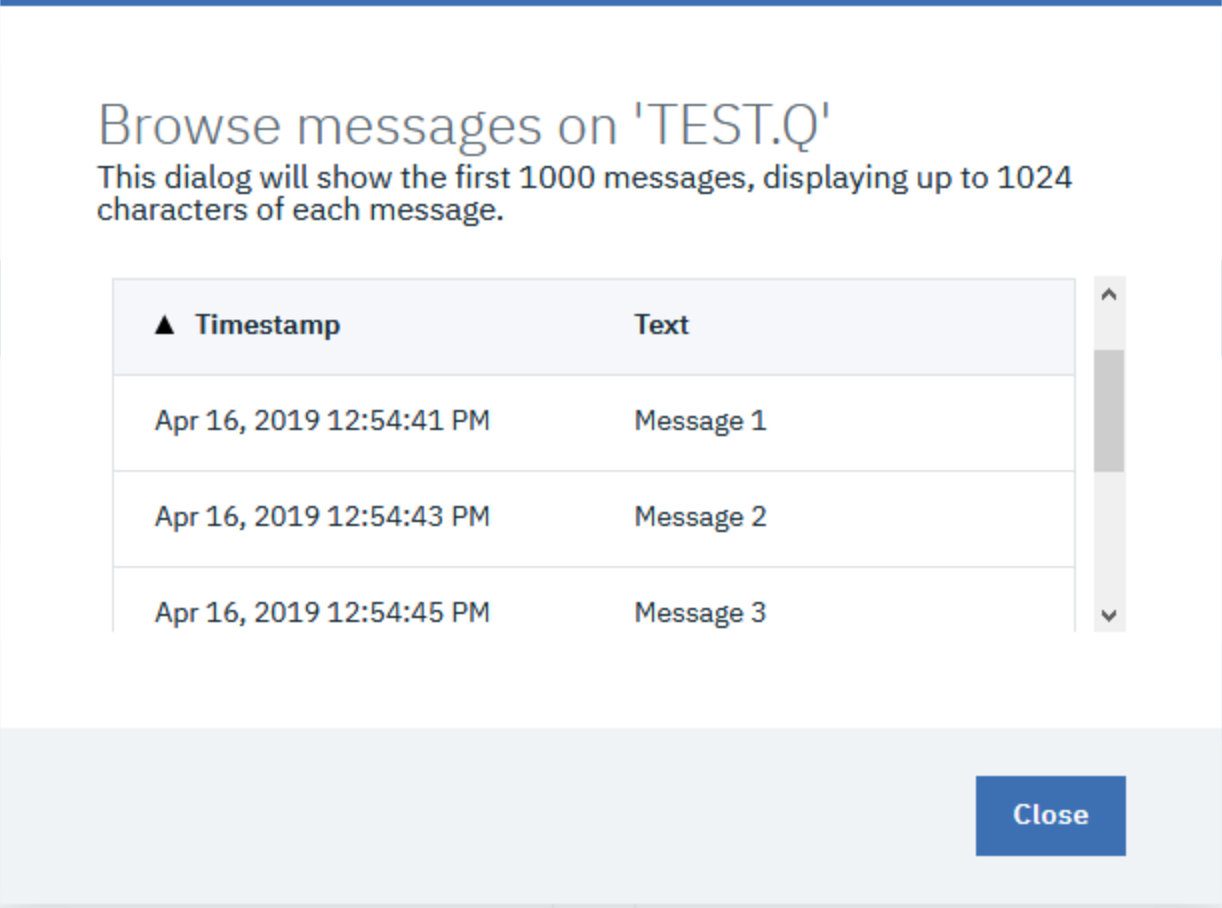 Browse messages on 'TEST.Q'
This dialog will show the first 1000 messages, displaying up to 1024
characters of each message.
▲ Timestamp Text
Apr 16, 2019 12:54:41 PM Message 1
Apr 16, 2019 12:54:43 PM Message 2
Apr 16, 2019 12:54:45 PM Message 3
Close